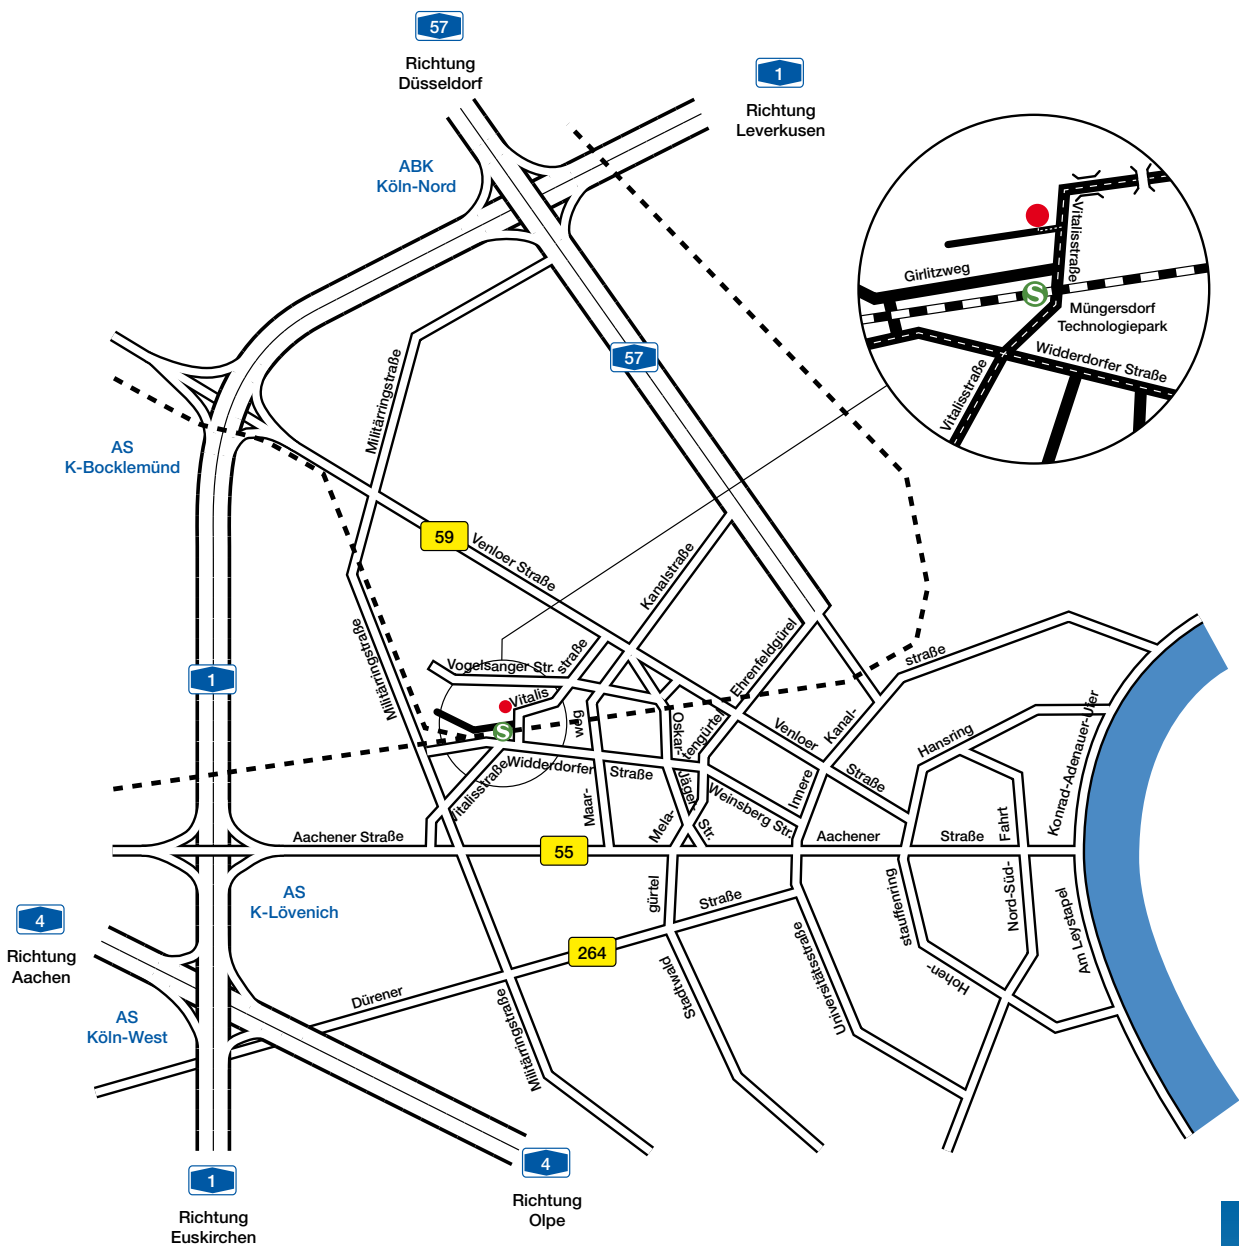 57
Richtung
Düsseldorf
1
Richtung
Leverkusen
ABK
Köln-Nord
Vitalisstraße
Girlitzweg
S
Müngersdorf
Technologiepark
Widderdorfer Straße
Vitalisstraße
57
Militärringstraße
AS
K-Bocklemünd
59
Venloer Straße
Kanalstraße
Militärringstraße
Ehrenfeldgürel
straße
Vogelsanger Str.
straße
Vitalis
1
weg
Oskar-
tengürtel
Venloer
Kanal-
Konrad-Adenauer-Ufer
Hansring
S
Widderdorfer
Straße
Jäger
Straße
Vitalisstraße
Weinsberg Str.
Innere
Maar-
Mela-
Str.
Fahrt
Aachener Straße
55
Aachener
Straße
AS
K-Lövenich
gürtel
Straße
stauffenring
Nord-Süd-
Am Leystapel
4
Richtung
Aachen
264
Dürener
Stadtwald
Universitätsstraße
Hohen-
AS
Köln-West
Militärringstraße
4
Richtung
Olpe
1
Richtung
Euskirchen